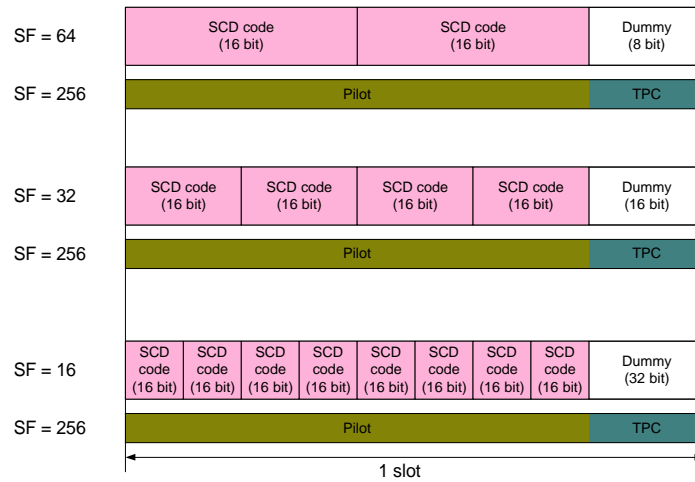 SF = 64
SCD code
(16 bit)
SCD code
(16 bit)
Dummy
(8 bit)
SF = 256
Pilot
TPC
SF = 32
SCD code
(16 bit)
SCD code
(16 bit)
SCD code
(16 bit)
SCD code
(16 bit)
Dummy
(16 bit)
SF = 256
Pilot
TPC
SF = 16
SCD
code
(16 bit)
SCD
code
(16 bit)
SCD
code
(16 bit)
SCD
code
(16 bit)
SCD
code
(16 bit)
SCD
code
(16 bit)
SCD
code
(16 bit)
SCD
code
(16 bit)
Dummy
(32 bit)
SF = 256
Pilot
TPC
1 slot